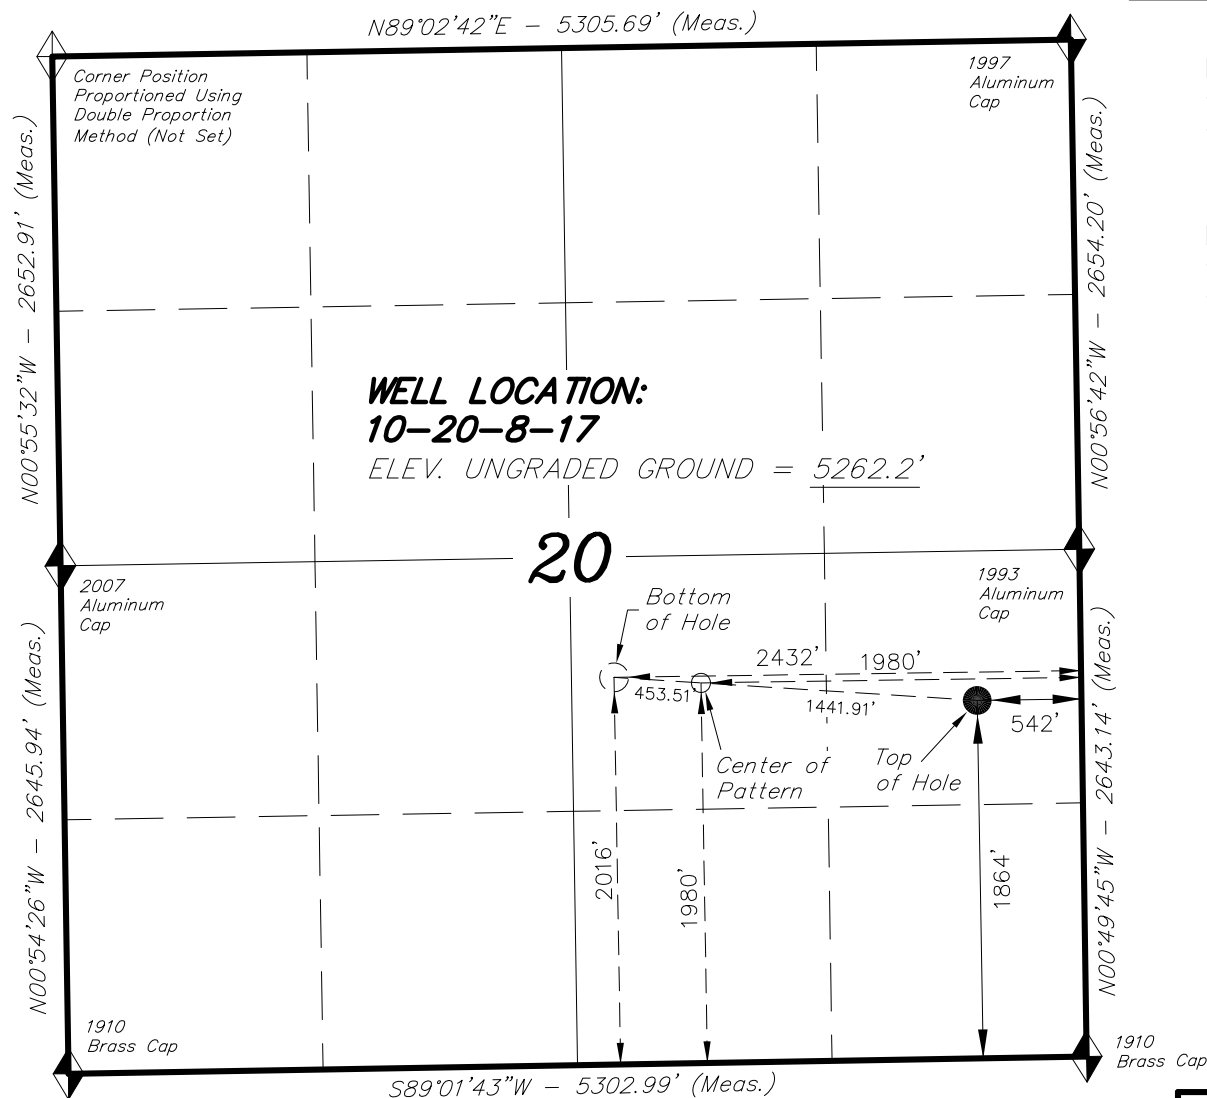 N89°02'42"E - 5305.69' (Meas.)
Corner Position
Proportioned Using
Double Proportion
Method (Not Set)
1997
Aluminum
Cap
N00°55'32"W - 2652.91' (Meas.)
N00°56'42"W - 2654.20' (Meas.)
WELL LOCATION:
10-20-8-17
ELEV. UNGRADED GROUND = 5262.2'
20
2007
Aluminum
Cap
1993
Aluminum
Cap
Bottom
of Hole
2432'
1980'
453.51'
1441.91'
542'
Center of
Pattern
Top
of Hole
2016'
1980'
1864'
N00°54'26"W - 2645.94' (Meas.)
N00°49'45"W - 2643.14' (Meas.)
1910
Brass Cap
1910
Brass Cap
S89°01'43"W - 5302.99' (Meas.)